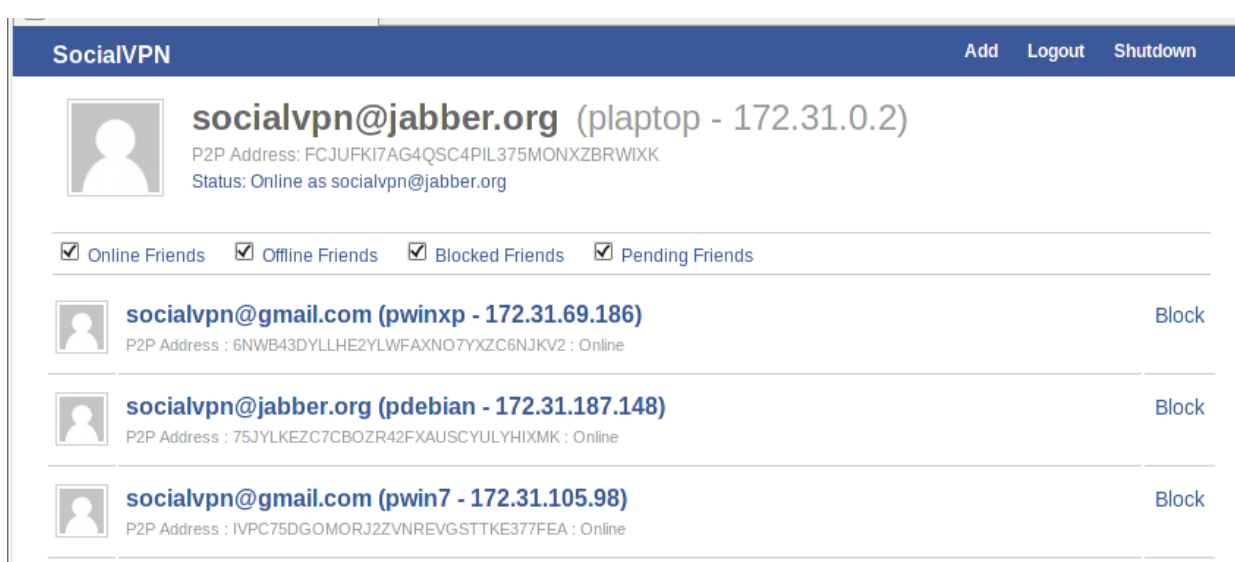 SocialVPN Add Logout Shutdown
socialvpn@jabber.org (plaptop - 172.31.0.2)
P2P Address: FCJUFKI7AG4QSC4PIL375MONXZBRWIXK
Status: Online as socialvpn@jabber.org
Online Friends Offline Friends Blocked Friends Pending Friends
socialvpn@gmail.com (pwinxp - 172.31.69.186) Block
P2P Address : 6NWB43DYLLHE2YLWFAXNO7YXZC6NJKV2 : Online
socialvpn@jabber.org (pdebian - 172.31.187.148) Block
P2P Address : 75JYLKEZC7CBOZR42FXAUSCYULYHIXMK : Online
socialvpn@gmail.com (pwin7 - 172.31.105.98) Block
P2P Address : IVPC75DGOMORJ2ZVNREVGSTTKE377FEA : Online